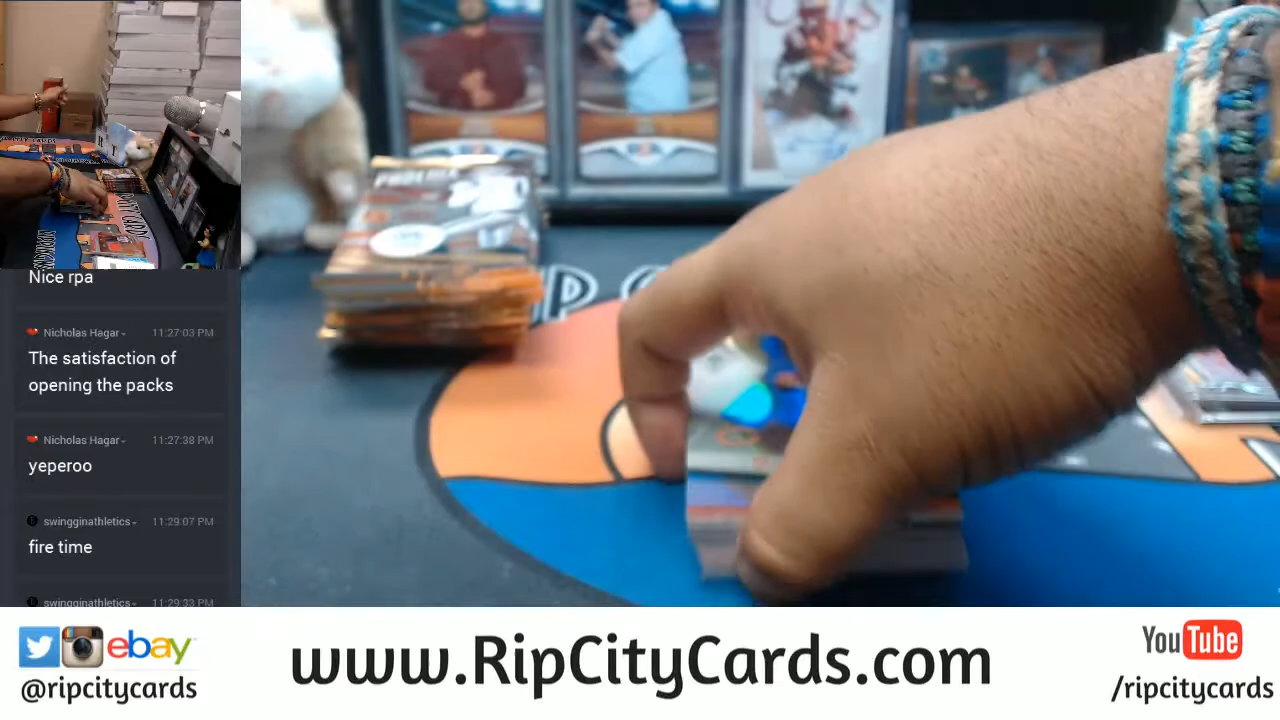 Nice rpa
Nicholas Hagar 11:27:03 PM
The satisfaction of
opening the packs
Nicholas Hagar 11:27:38 PM
yeperoo
swingginathletics 11:29:07 PM
fire time
swingginathletics 11:29:33 PM
ebay
@ripcitycards
www.RipCityCards.com
YouTube
/ripcitycards